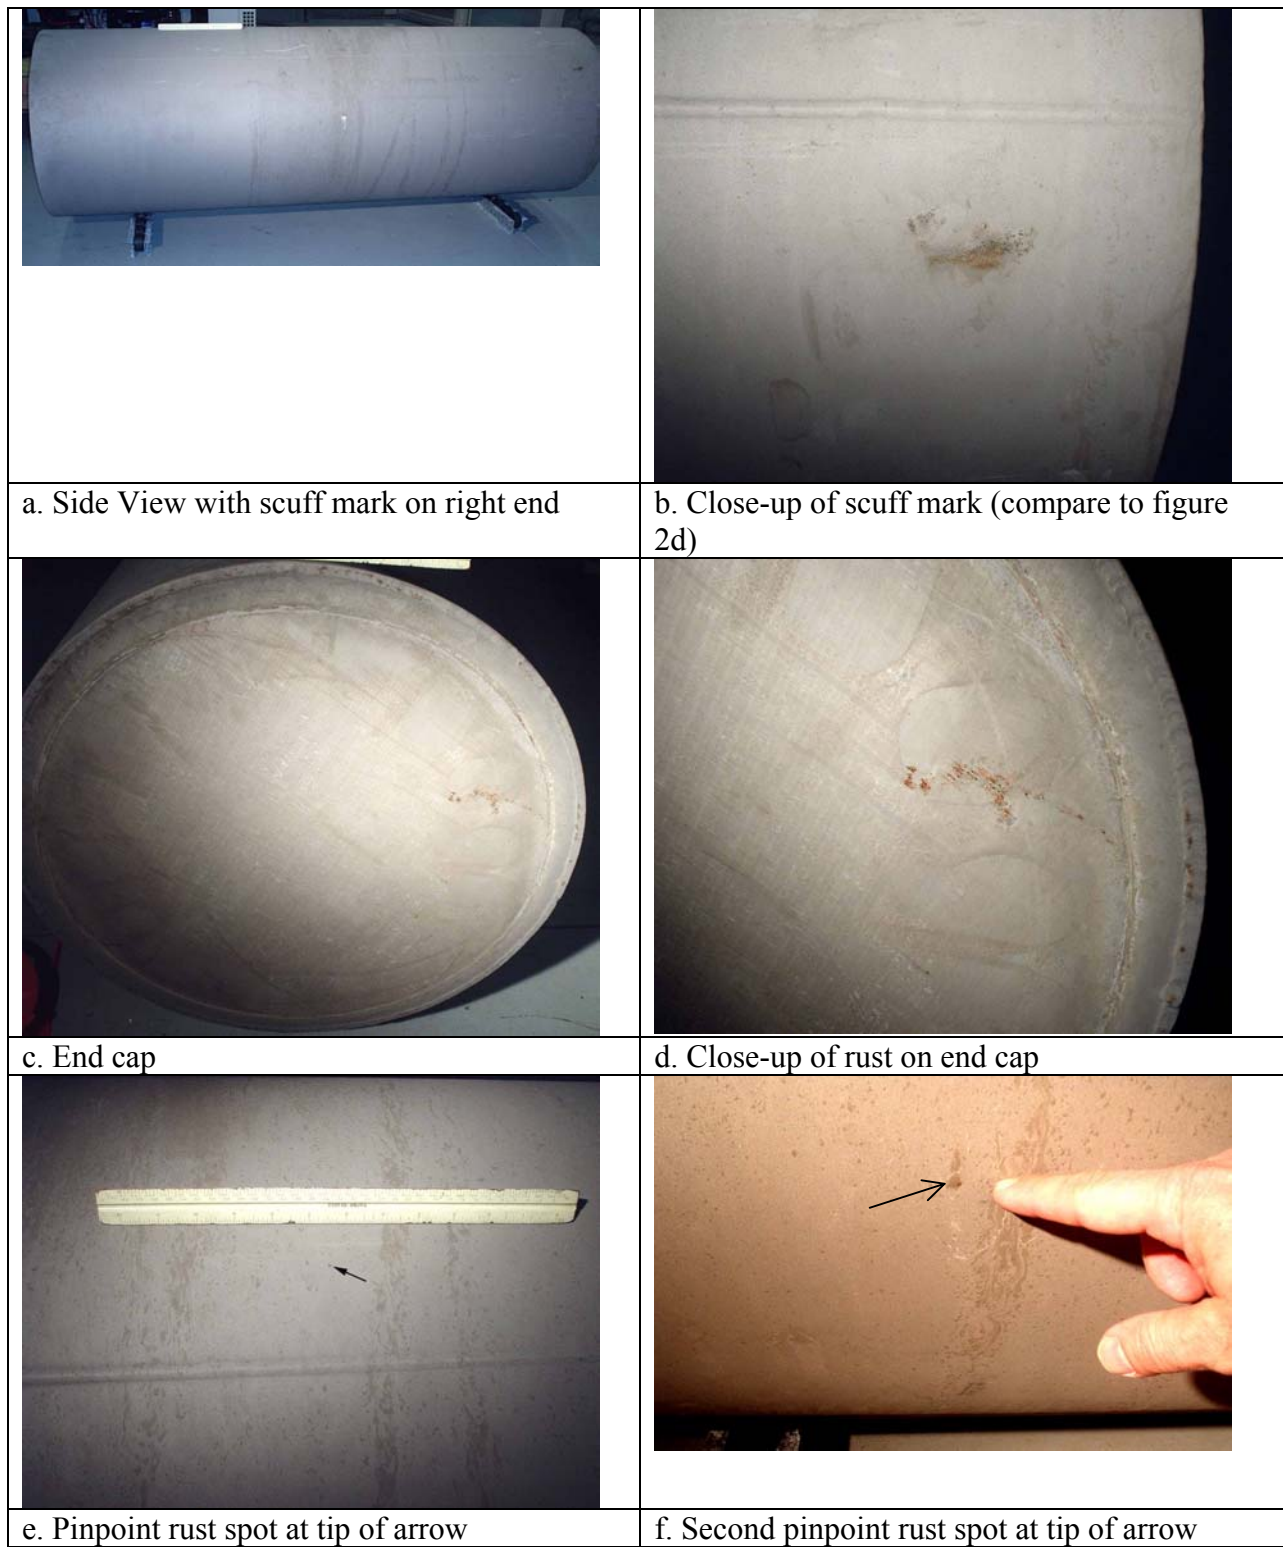 a. Side View with scuff mark on right end
b. Close-up of scuff mark (compare to figure
2d)
c. End cap
d. Close-up of rust on end cap
e. Pinpoint rust spot at tip of arrow
f. Second pinpoint rust spot at tip of arrow